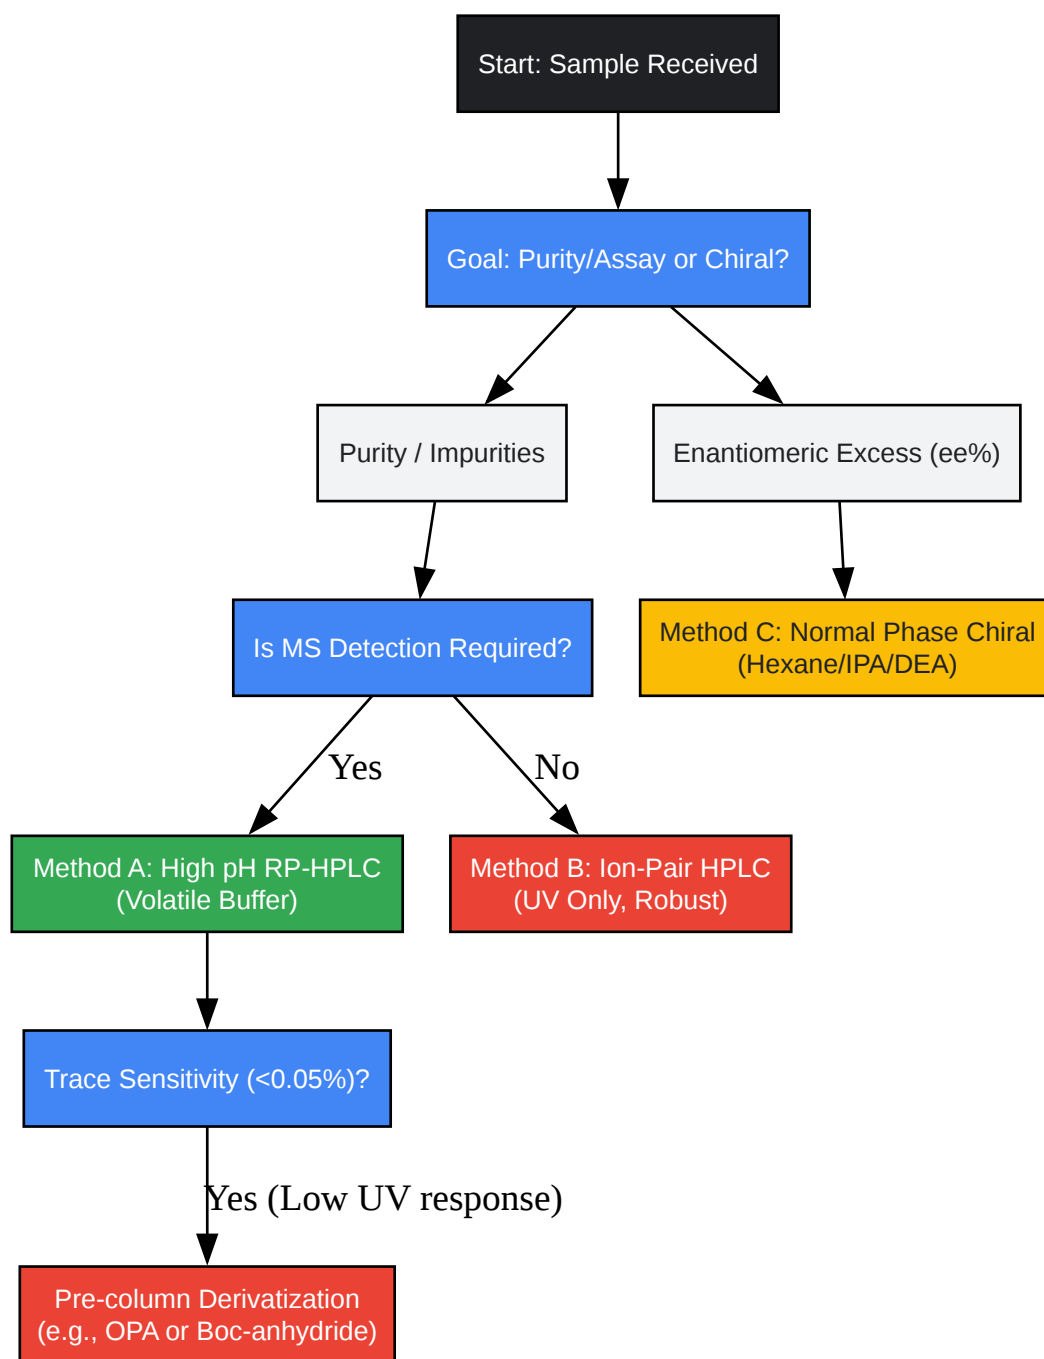 Start: Sample Received
Goal: Purity/Assay or Chiral?
Purity / Impurities
Enantiomeric Excess (ee%)
Is MS Detection Required?
Method C: Normal Phase Chiral
(Hexane/IPA/DEA)
Yes
No
Method A: High pH RP-HPLC
(Volatile Buffer)
Method B: Ion-Pair HPLC
(UV Only, Robust)
Trace Sensitivity (<0.05%)?
Yes (Low UV response)
Pre-column Derivatization
(e.g., OPA or Boc-anhydride)